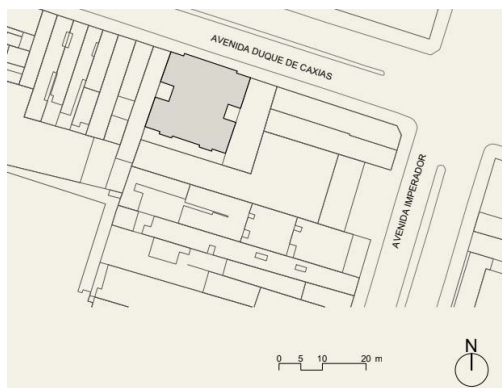 AVENIDA DUQUE DE CAXIAS
AVENIDA IMPERADOR
N
0 5 10 20 m